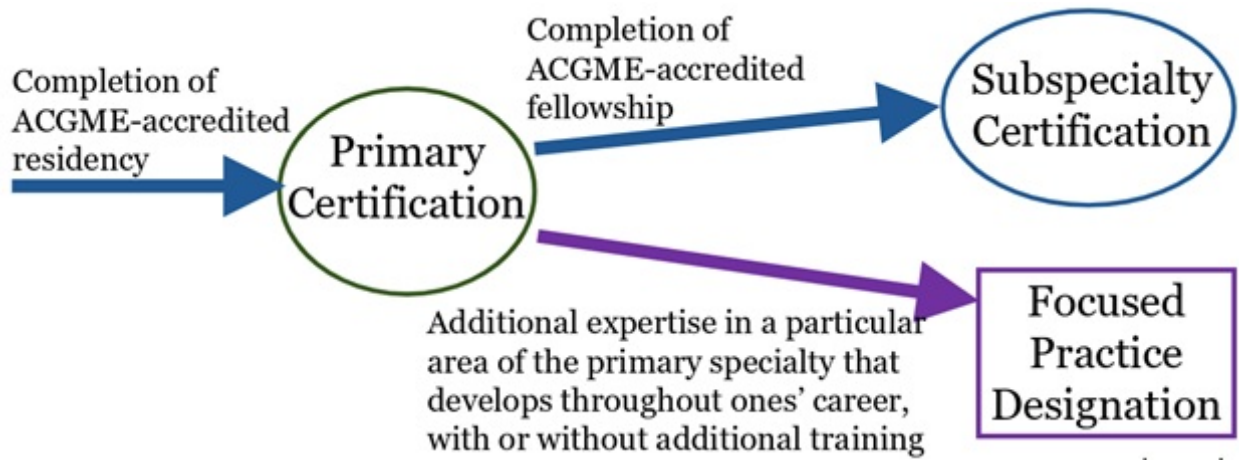 Completion of
ACGME-accredited
residency
Primary
Certification
Completion of
ACGME-accredited
fellowship
Subspecialty
Certification
Additional expertise in a particular
area of the primary specialty that
develops throughout ones’ career,
with or without additional training
Focused
Practice
Designation